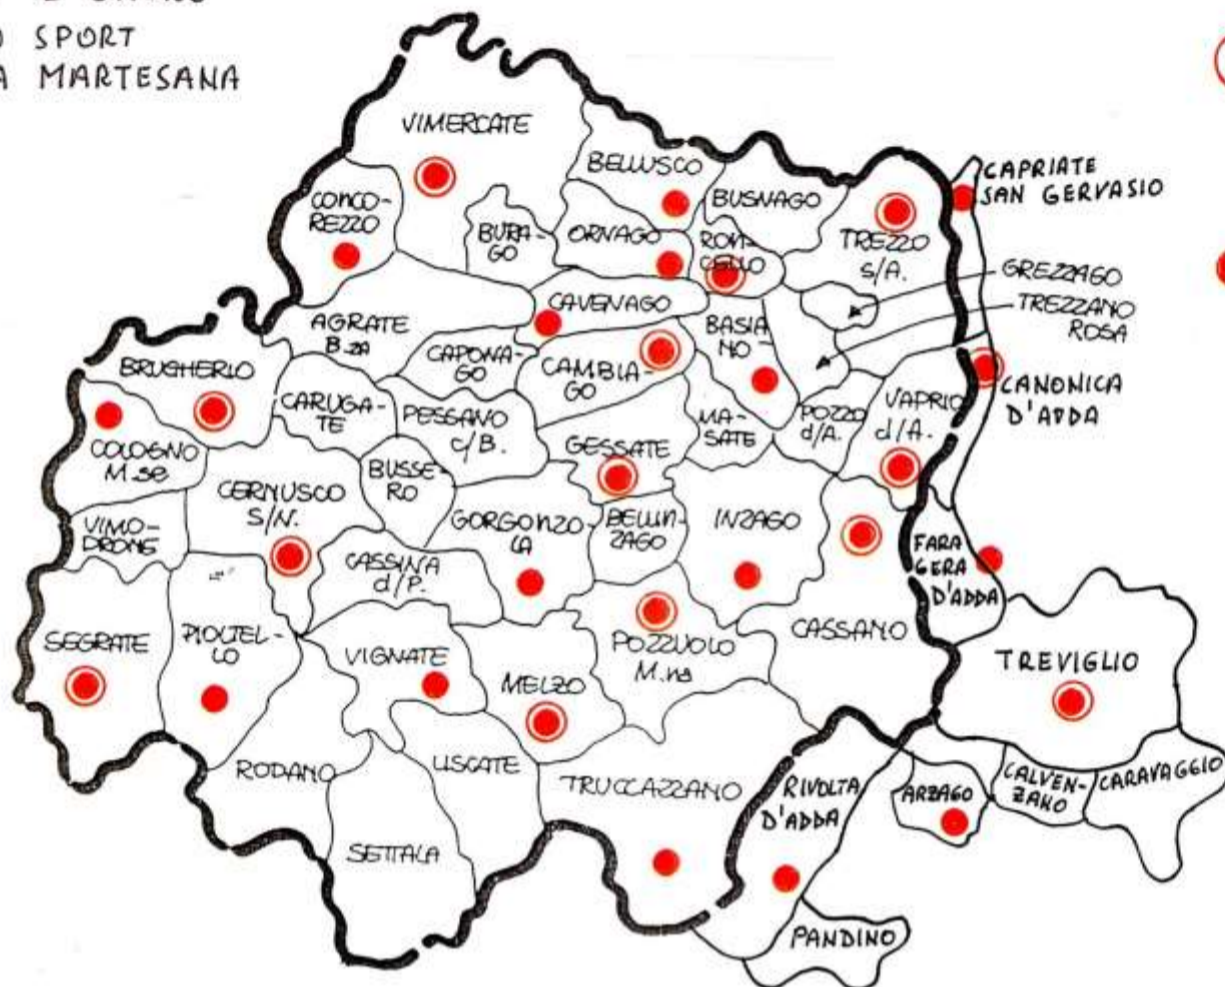 SPORT
MARTESANA
VIMERCATE
BELLUSCO
BUSNAGO
CAPRIATE
SAN GERVASIO
CONCO-
REZZO
BURA-
GO
ORNAGO
RON-
CELLO
TREZZO
s/A.
GREZZAGO
TREZZANO
ROSA
CAVENAGO
AGRATE
B.za
BASIA
NO
CAPONA-
GO
CAMBIA-
GO
BRUGHERIO
CARUGA-
TE
PESSANO
c/B.
MA-
SATE
POZZO
d/A.
VAPRIO
d/A.
CANONICA
D'ADDA
COLOGNO
M.se
GESSATE
BUSSE-
RO
CERNUSCO
S/N.
VIMO-
DRONE
GORGONZO
LA
BELLIN-
ZAGO
INZAGO
CASSINA
d/P.
FARA
GERA
D'ADDA
SEGRATE
PIOLTEL-
LO
VIGNATE
MELZO
POZZUOLO
M.na
CASSANO
TREVIGLIO
RODANO
LISCATE
TRUCCAZZANO
RIVOLTA
D'ADDA
ARZAGO
CALVEN-
ZANO
CARAVAGGIO
SETTALA
PANDINO